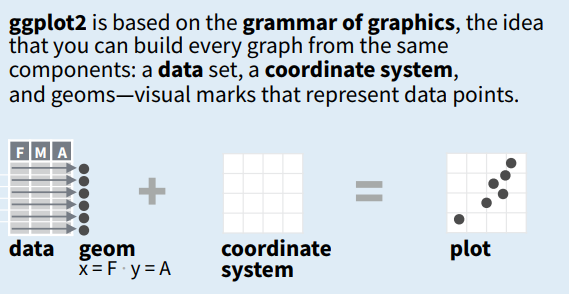 ggplot2 is based on the grammar of graphics, the idea
that you can build every graph from the same
components: a data set, a coordinate system,
and geoms—visual marks that represent data points.
F M A
+
=
data
geom
x = F · y = A
coordinate
system
plot